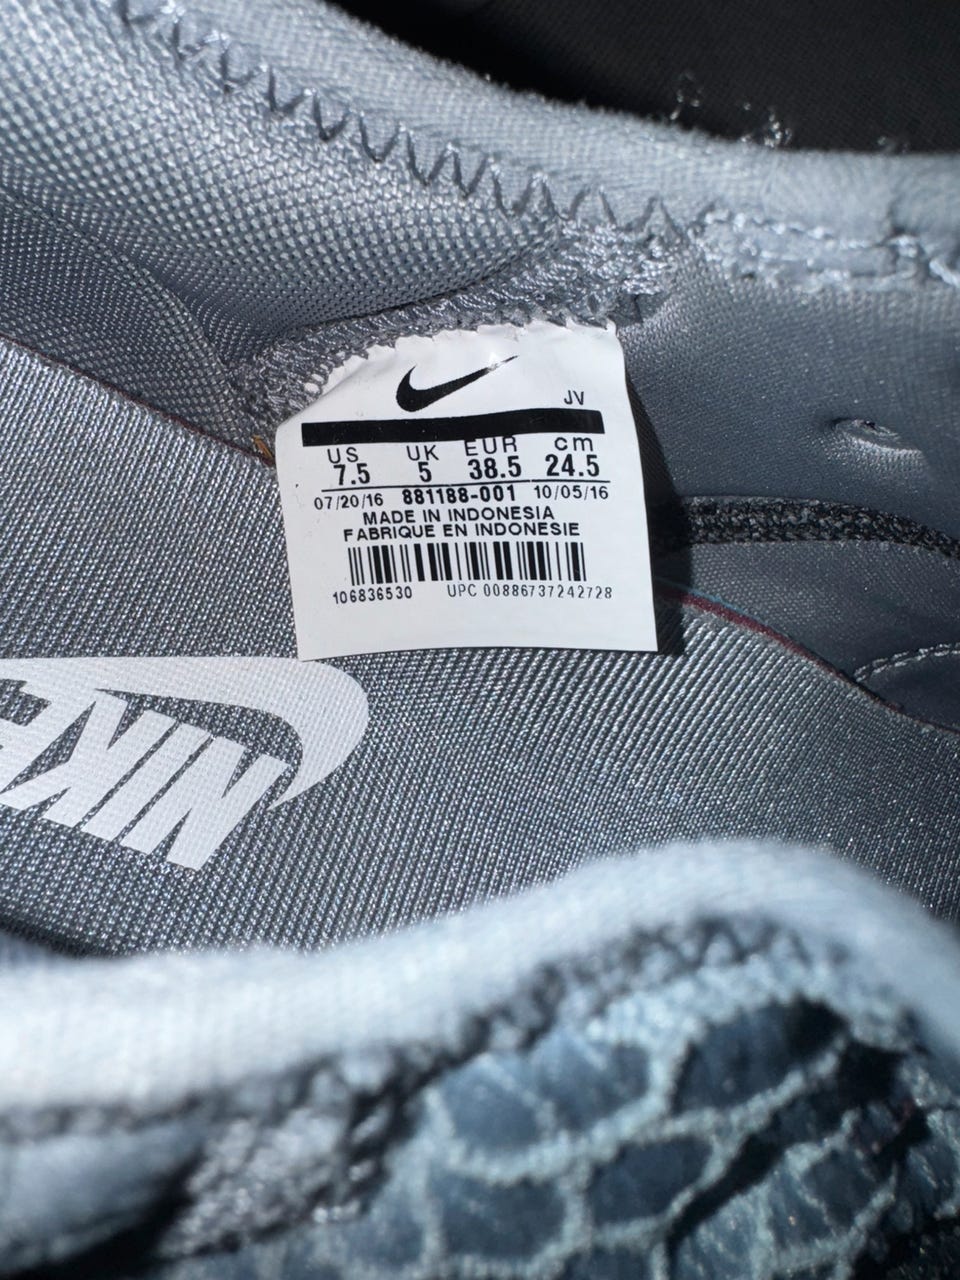 JV
US UK EUR cm
7.5 5 38.5 24.5
07/20/16 881188-001 10/05/16
MADE IN INDONESIA
FABRIQUE EN INDONESIE
106836530 UPC 00886737242728
NIKE